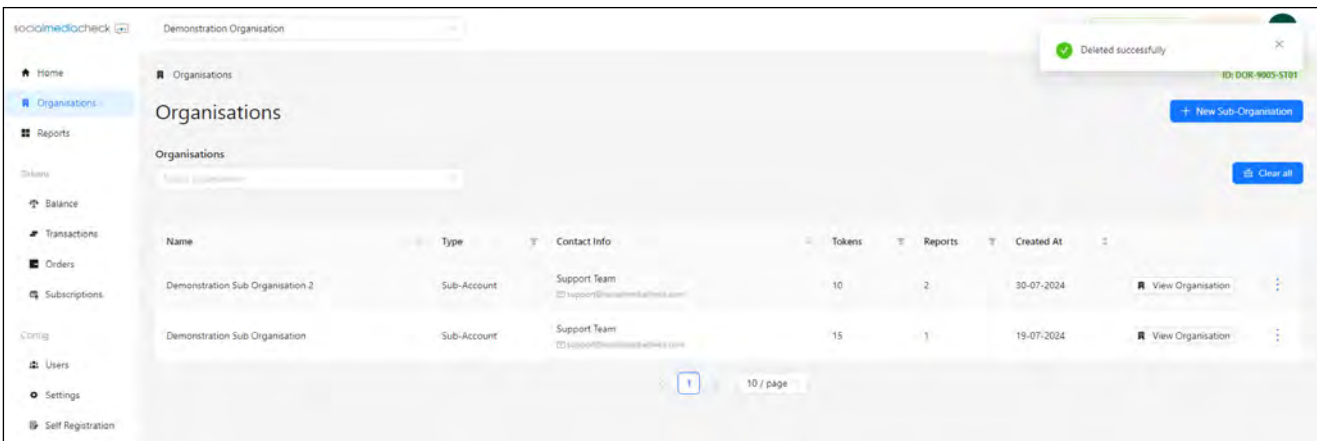 socialmediacheck
Demonstration Organisation
Deleted successfully
Home
Organisations
ID: DOR-9005-ST01
Organisations
Organisations
+ New Sub-Organisation
Reports
Organisations
Tokens
Clear all
Balance
Transactions
Name Type Contact Info Tokens Reports Created At
Orders
Demonstration Sub Organisation 2 Sub-Account Support Team 10 2 30-07-2024 View Organisation
Subscriptions
Demonstration Sub Organisation Sub-Account Support Team 15 1 19-07-2024 View Organisation
Config
Users
1 10 / page
Settings
Self Registration